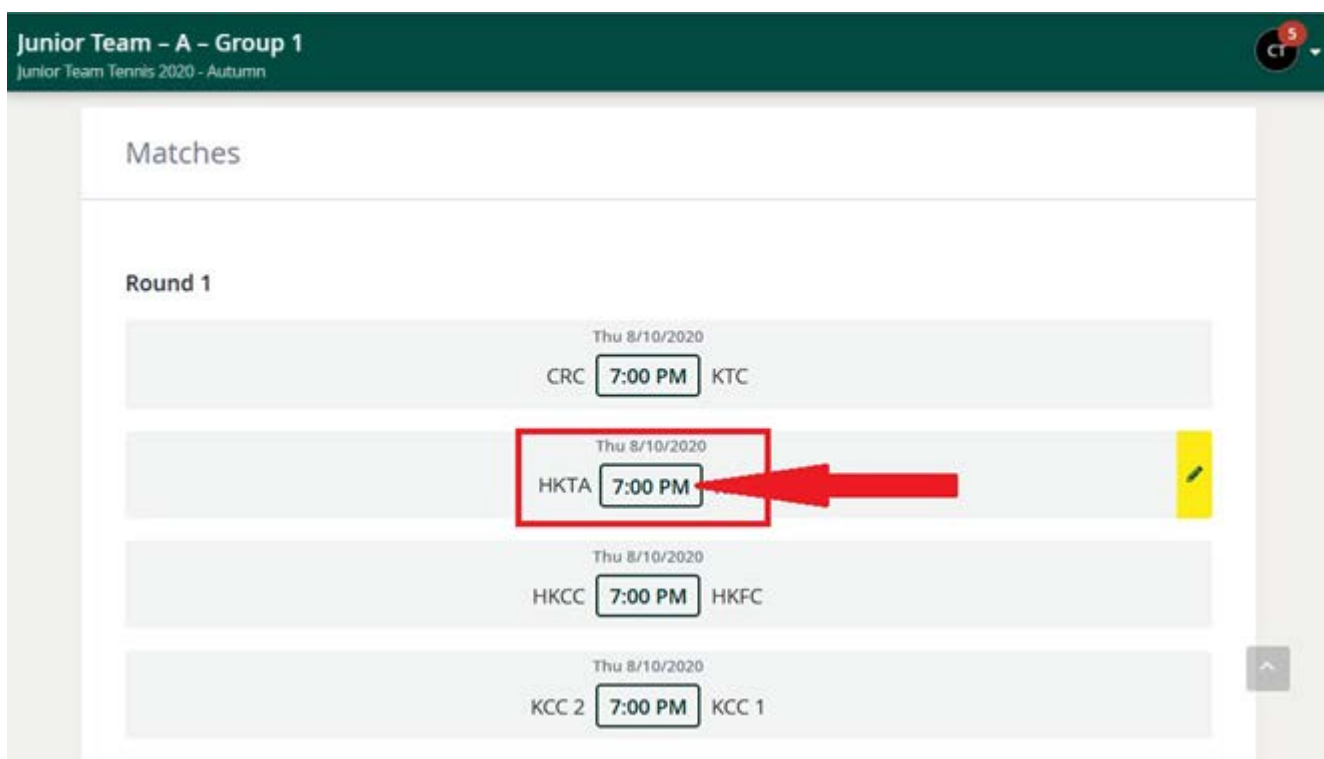 Junior Team – A – Group 1
Junior Team Tennis 2020 - Autumn
CT
5
Matches
Round 1
Thu 8/10/2020
CRC 7:00 PM KTC
Thu 8/10/2020
HKTA 7:00 PM
Thu 8/10/2020
HKCC 7:00 PM HKFC
Thu 8/10/2020
KCC 2 7:00 PM KCC 1